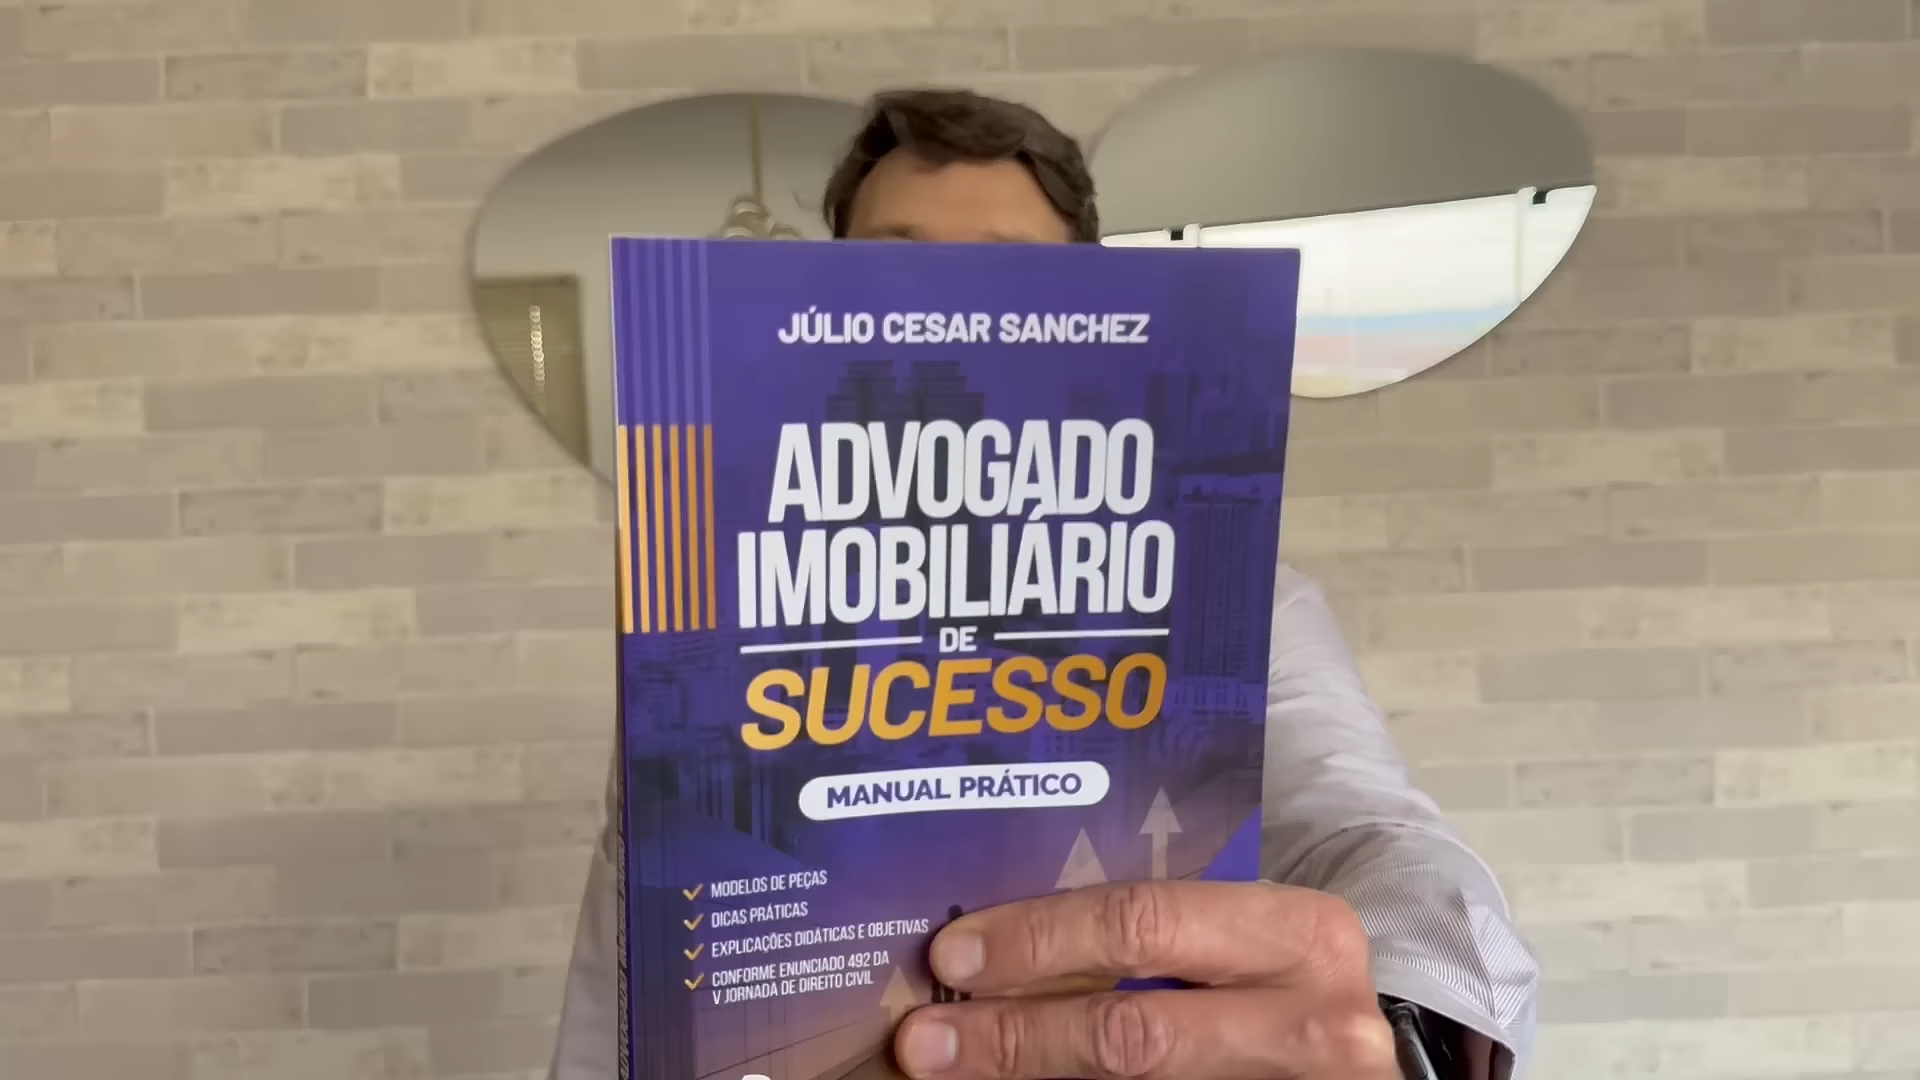 JÚLIO CESAR SANCHEZ
ADVOGADO
IMOBILIÁRIO
DE
SUCESSO
MANUAL PRÁTICO
MODELOS DE PEÇAS
DICAS PRÁTICAS
EXPLICAÇÕES DIDÁTICAS E OBJETIVAS
CONFORME ENUNCIADO 492 DA
V JORNADA DE DIREITO CIVIL